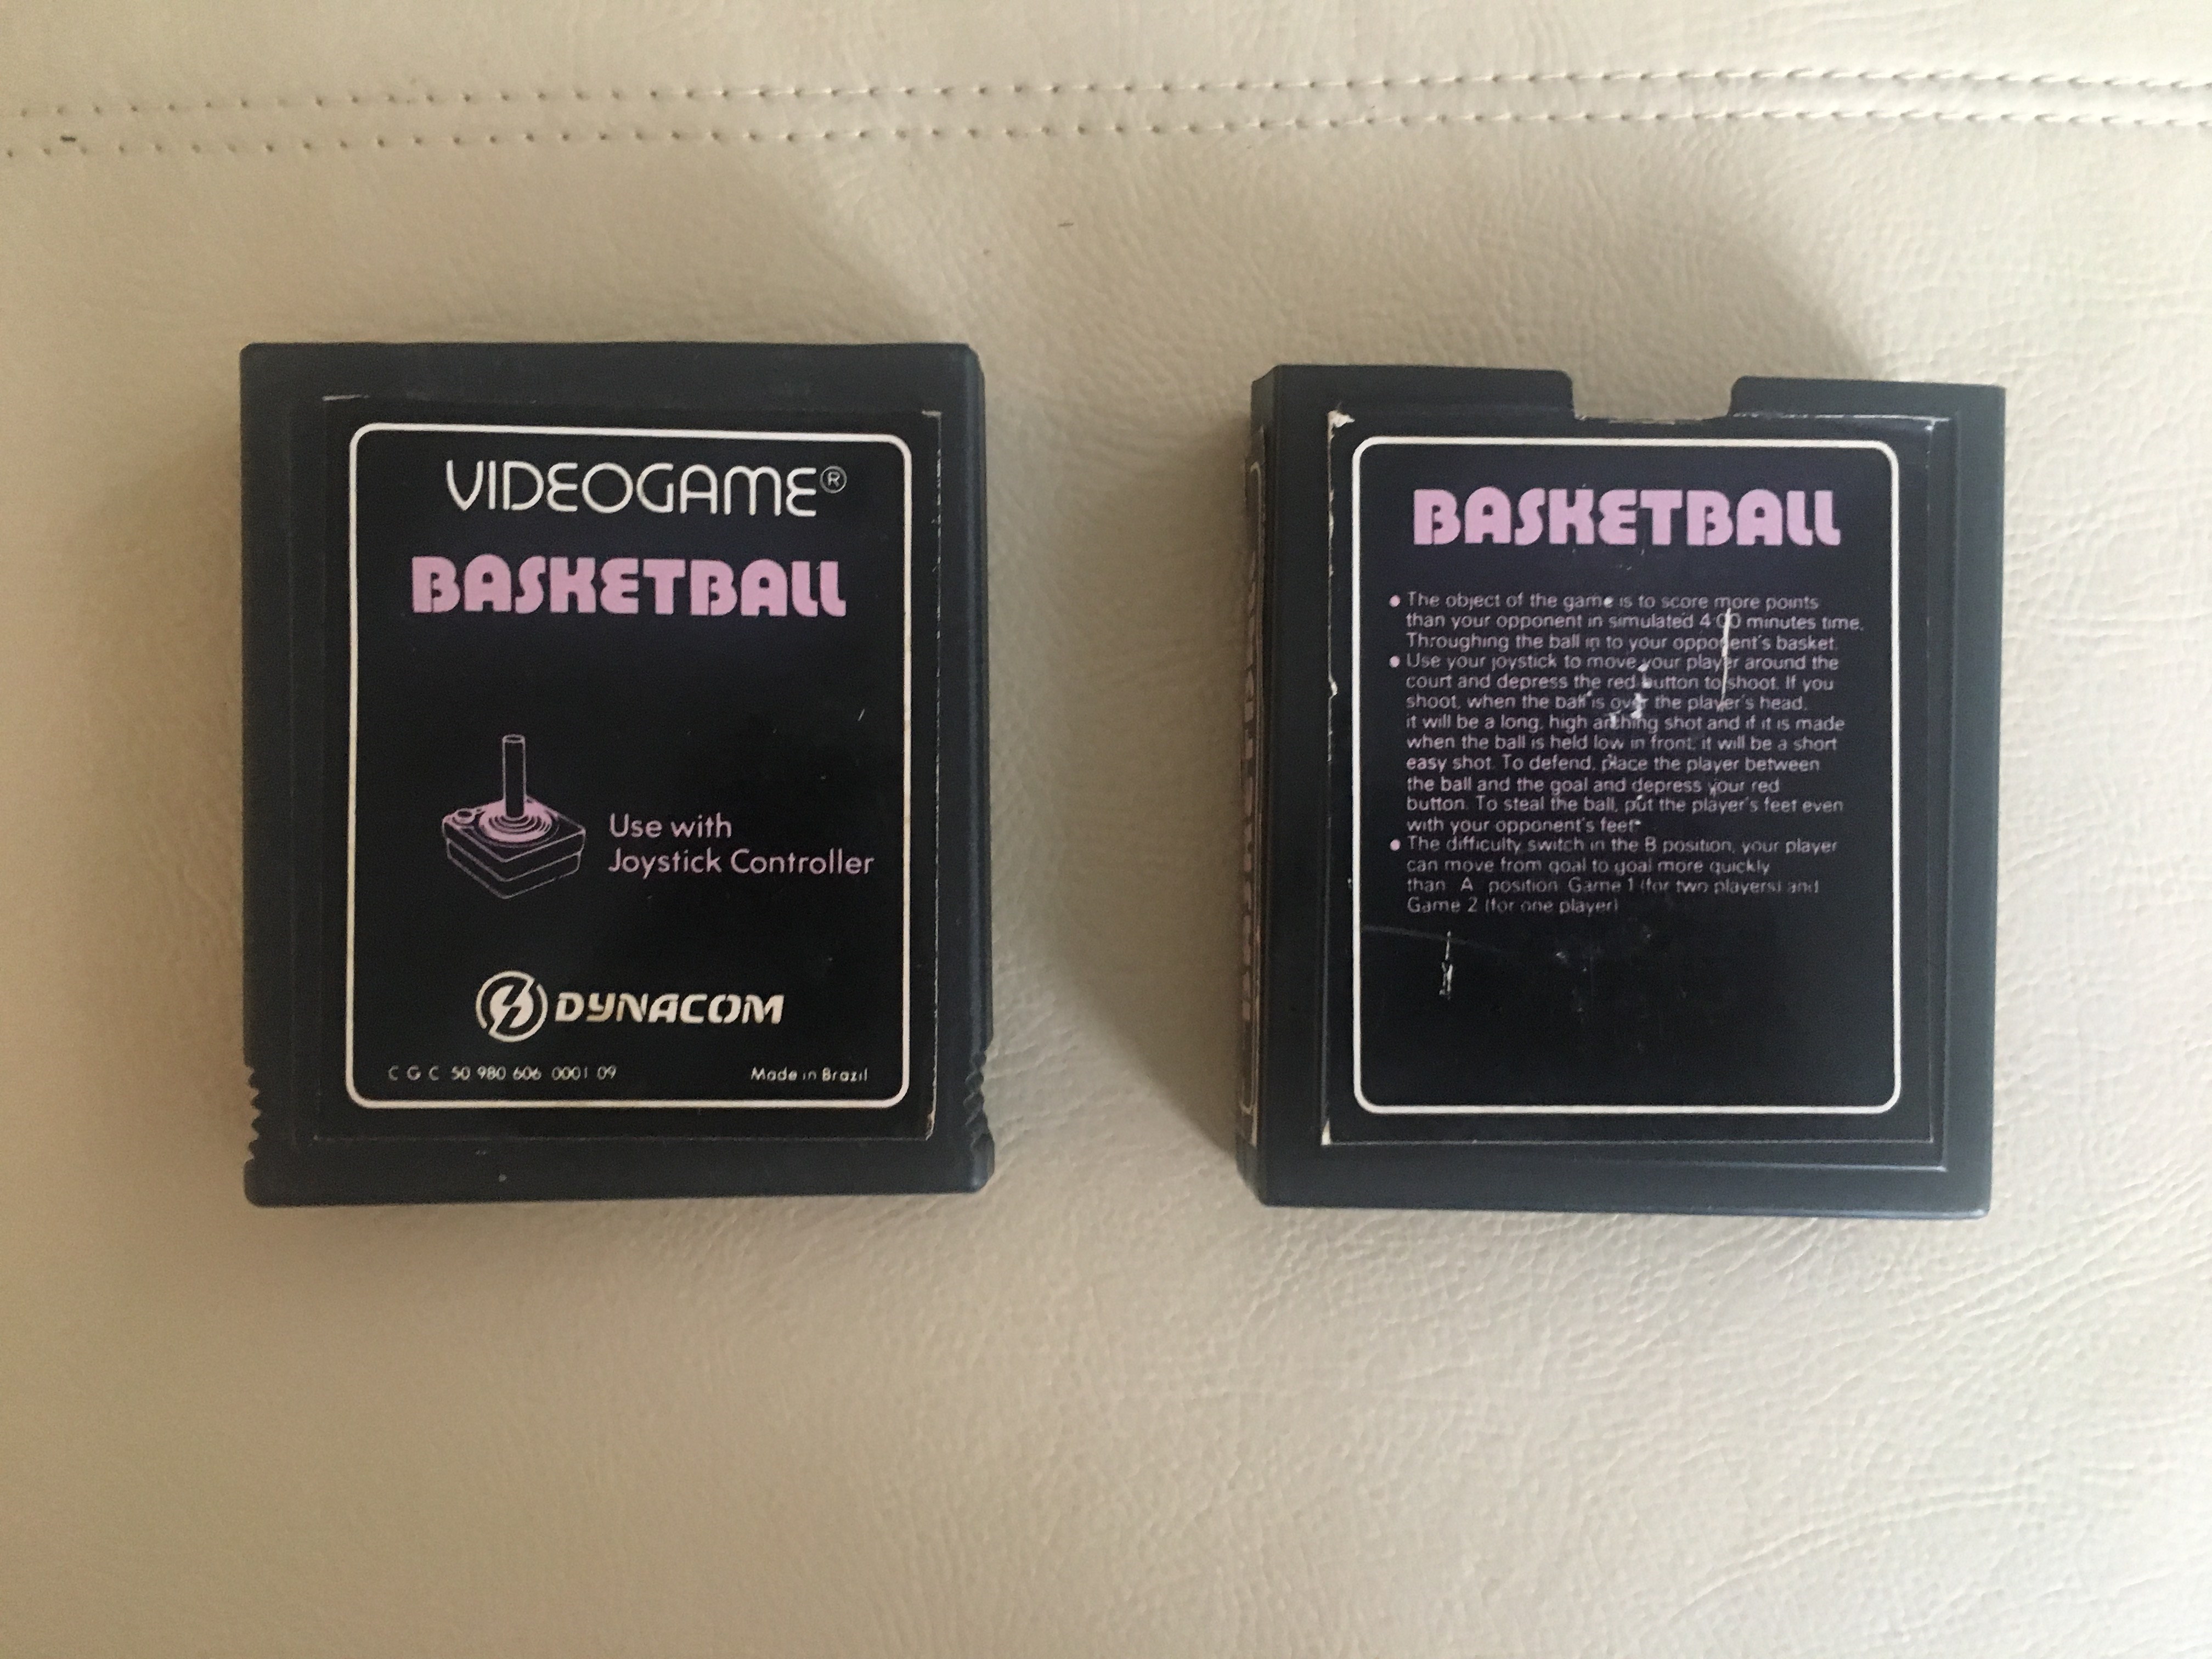 VIDEOGAME®
BASKETBALL
Use with
Joystick Controller
DYNACOM
C G C 50 980 606 0001 09 Made in Brazil
BASKETBALL
• The object of the game is to score more points
than your opponent in simulated 4:00 minutes time.
Throughing the ball in to your opponent's basket.
• Use your joystick to move your player around the
court and depress the red button to shoot. If you
shoot, when the ball is over the player's head,
it will be a long, high arching shot and if it is made
when the ball is held low in front, it will be a short
easy shot. To defend, place the player between
the ball and the goal and depress your red
button. To steal the ball, put the player's feet even
with your opponent's feet.
• The difficulty switch in the B position, your player
can move from goal to goal more quickly
than A position Game 1 (for two players) and
Game 2 (for one player)